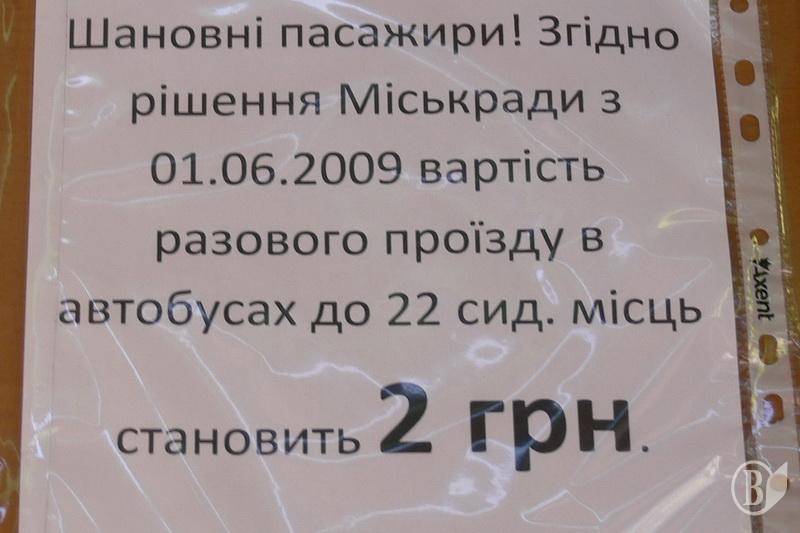 Шановні пасажири! Згідно
рішення Міськради з
01.06.2009 вартість
разового проїзду в
автобусах до 22 сид. місць
становить 2 грн.
Axent
В